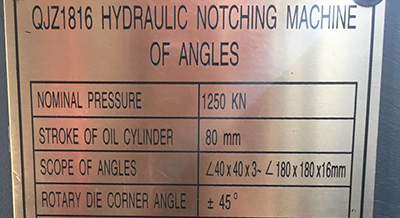 QJZ1816 HYDRAULIC NOTCHING MACHINE
OF ANGLES
NOMINAL PRESSURE 1250 KN
STROKE OF OIL CYLINDER 80 mm
SCOPE OF ANGLES ∠40x40x3~ ∠180x180x16mm
ROTARY DIE CORNER ANGLE ± 45°